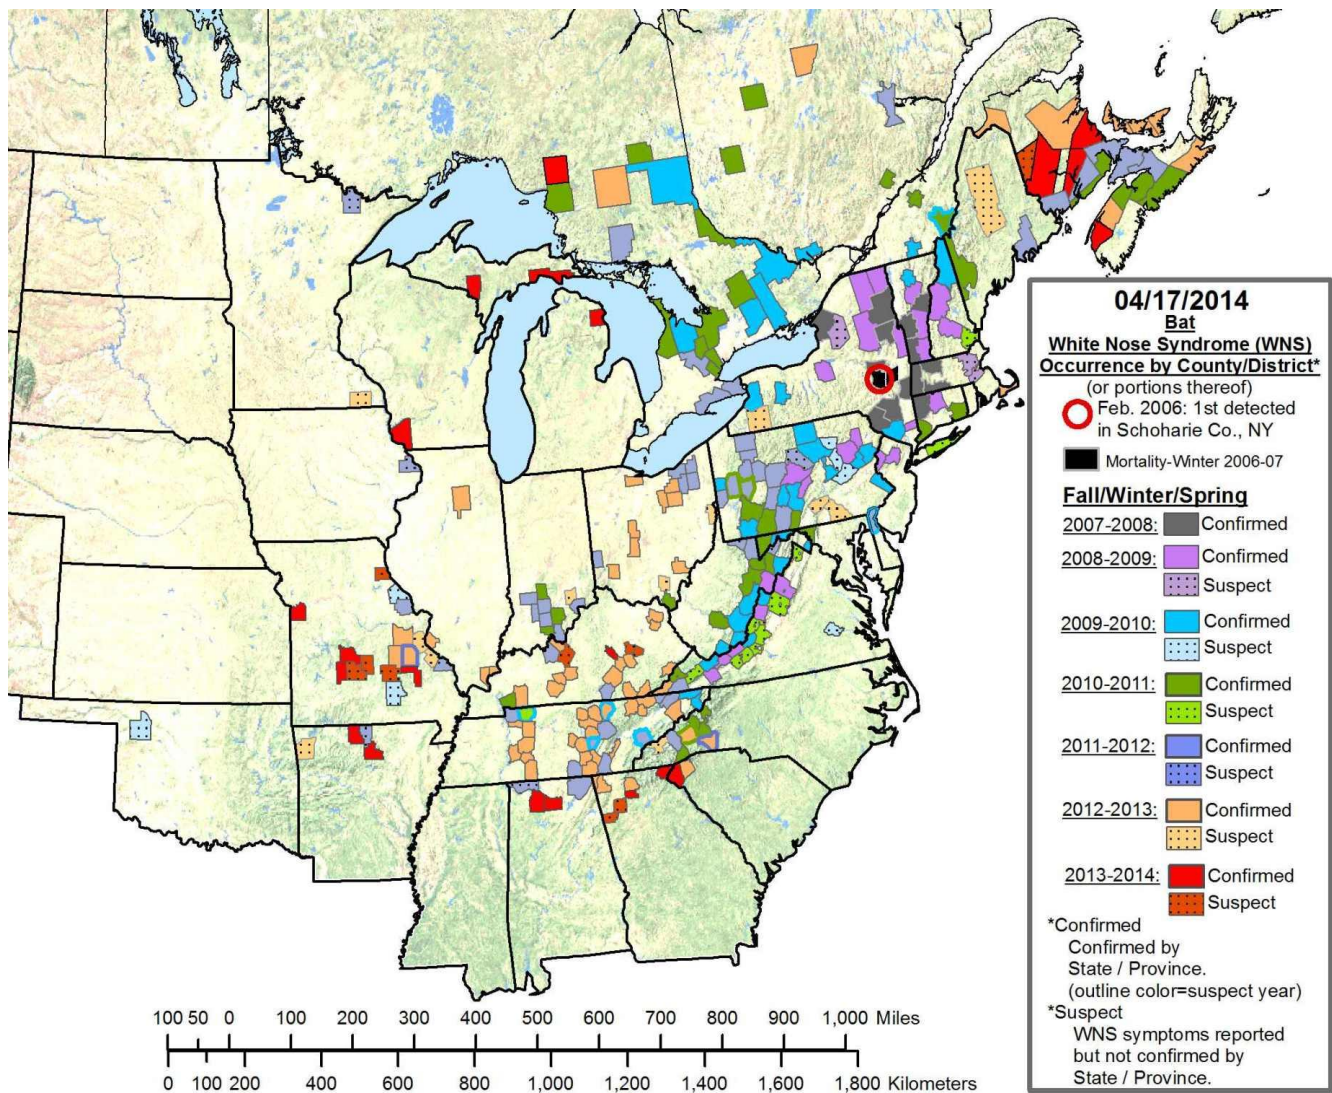 04/17/2014
Bat
White Nose Syndrome (WNS)
Occurrence by County/District*
(or portions thereof)
Feb. 2006: 1st detected
in Schoharie Co., NY
Mortality-Winter 2006-07
Fall/Winter/Spring
2007-2008: Confirmed
2008-2009: Confirmed
Suspect
2009-2010: Confirmed
Suspect
2010-2011: Confirmed
Suspect
2011-2012: Confirmed
Suspect
2012-2013: Confirmed
Suspect
2013-2014: Confirmed
Suspect
*Confirmed
Confirmed by
State / Province.
(outline color=suspect year)
*Suspect
WNS symptoms reported
but not confirmed by
State / Province.
100 50 0 100 200 300 400 500 600 700 800 900 1,000 Miles
0 100 200 400 600 800 1,000 1,200 1,400 1,600 1,800 Kilometers